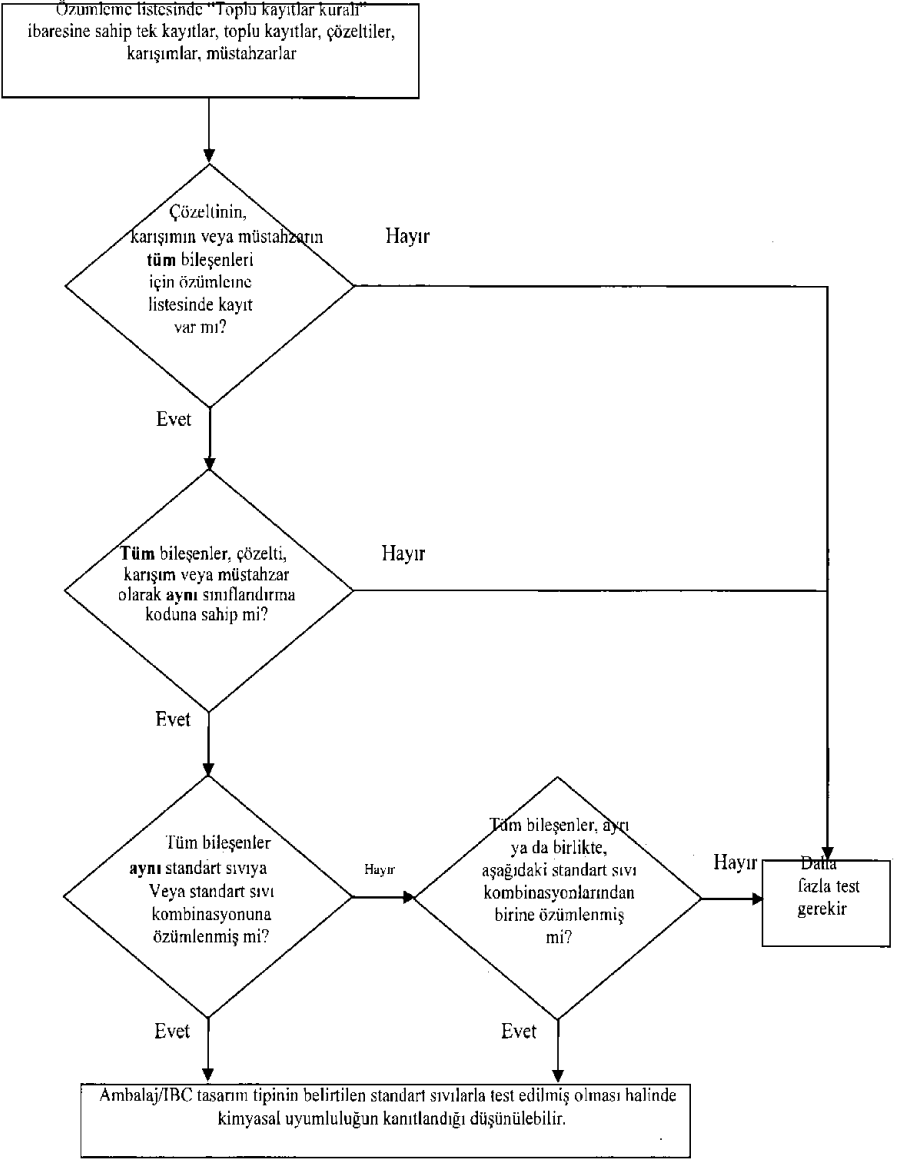 Özümleme listesinde “Toplu kayıtlar kuralı”
ibaresine sahip tek kayıtlar, toplu kayıtlar, çözeltiler,
karışımlar, müstahzarlar
Çözeltinin,
karışımın veya müstahzarın
tüm bileşenleri
için özümleme
listesinde kayıt
var mı?
Hayır
Evet
Tüm bileşenler, çözelti,
karışım veya müstahzar
olarak aynı sınıflandırma
koduna sahip mi?
Hayır
Evet
Tüm bileşenler
aynı standart sıvıya
Veya standart sıvı
kombinasyonuna
özümlenmiş mi?
Hayır
Tüm bileşenler, ayrı
ya da birlikte,
aşağıdaki standart sıvı
kombinasyonlarından
birine özümlenmiş
mi?
Hayır
Daha
fazla test
gerekir
Evet
Evet
Ambalaj/IBC tasarım tipinin belirtilen standart sıvılarla test edilmiş olması halinde
kimyasal uyumluluğun kanıtlandığı düşünülebilir.